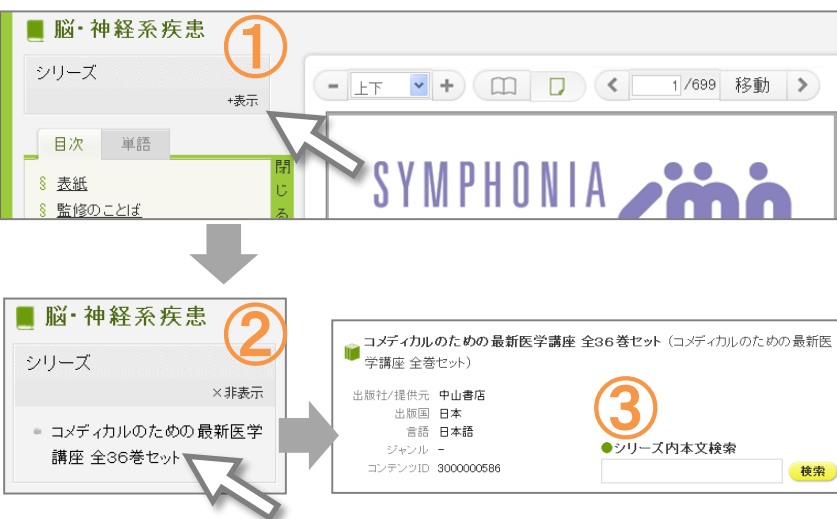 脳・神経系疾患
①
シリーズ
+表示
目次 単語
§ 表紙
§ 監修のことば
閉じる
- 上下 +
1 /699 移動
SYMPHONIA
脳・神経系疾患
②
シリーズ
×非表示
コメディカルのための最新医学
講座 全36巻セット
コメディカルのための最新医学講座 全36巻セット（コメディカルのための最新医
学講座 全巻セット）
出版社/提供元 中山書店
出版国 日本
言語 日本語
ジャンル -
コンテンツID 3000000586
③
●シリーズ内本文検索
検索